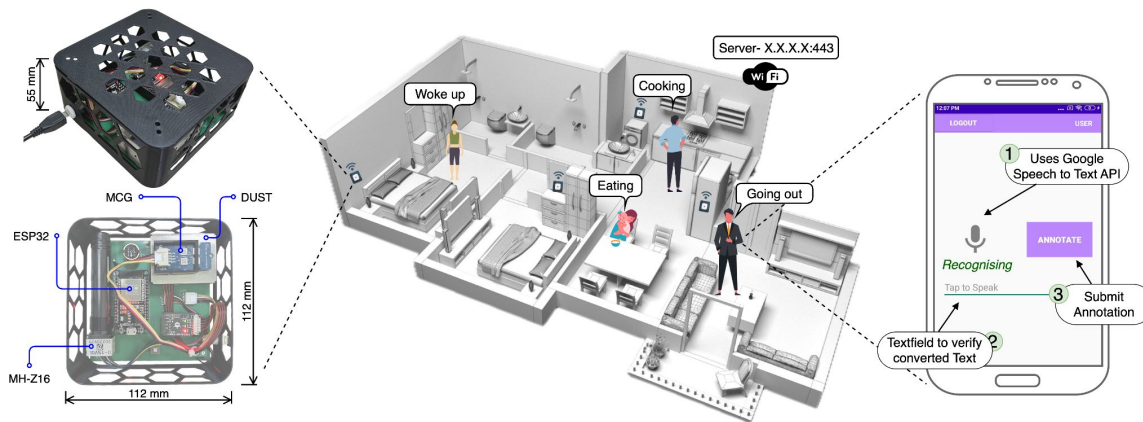 55 mm
MCG
DUST
ESP32
MH-Z16
112 mm
112 mm
Woke up
Cooking
Eating
Going out
Server- X.X.X.X:443
Wi Fi
12:07 PM
LOGOUT
USER
1
Uses Google
Speech to Text API
ANNOTATE
Recognising
Tap to Speak
3
Submit
Annotation
2
Textfield to verify
converted Text